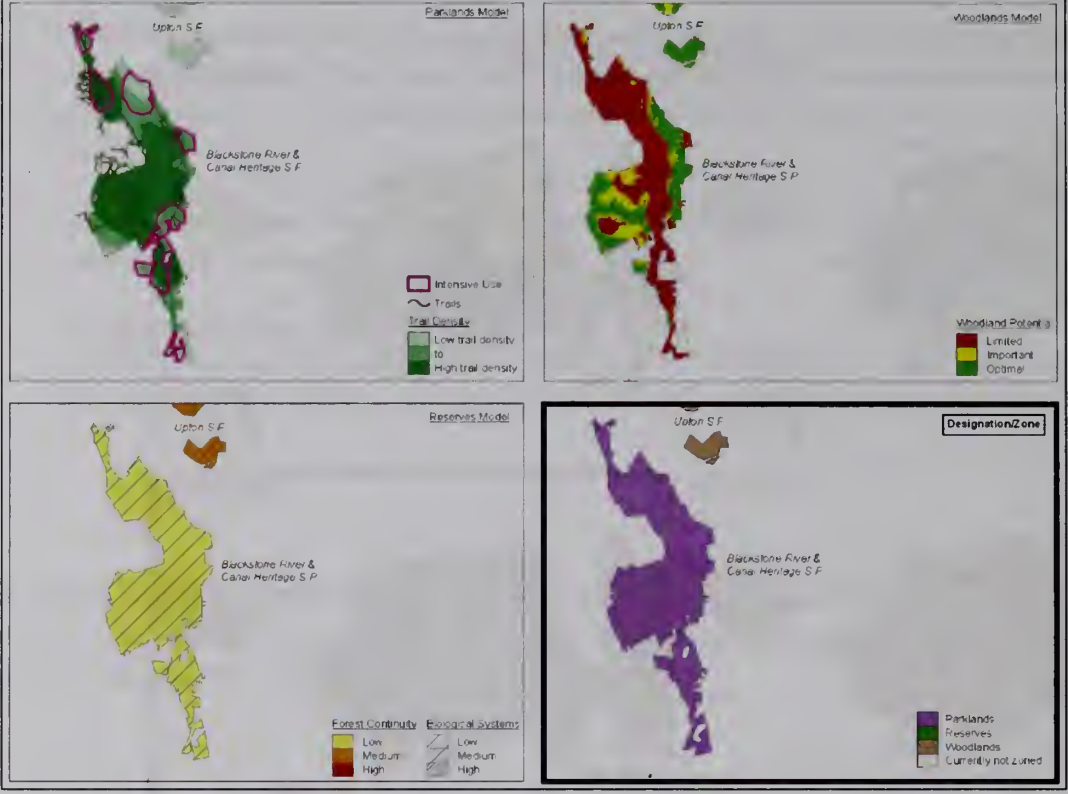 Parklands Model
Upton S F
Blackstone River &
Canal Heritage S P
Intensive Use
Trails
Trail Density
Low trail density
to
High trail density
Woodlands Model
Upton S F
Blackstone River &
Canal Heritage S P
Woodland Potential
Limited
Important
Optimal
Reserves Model
Upton S F
Blackstone River &
Canal Heritage S P
Forest Continuity
Low
Medium
High
Biological Systems
Low
Medium
High
Designation/Zone
Upton S F
Blackstone River &
Canal Heritage S P
Parklands
Reserves
Woodlands
Currently not zoned